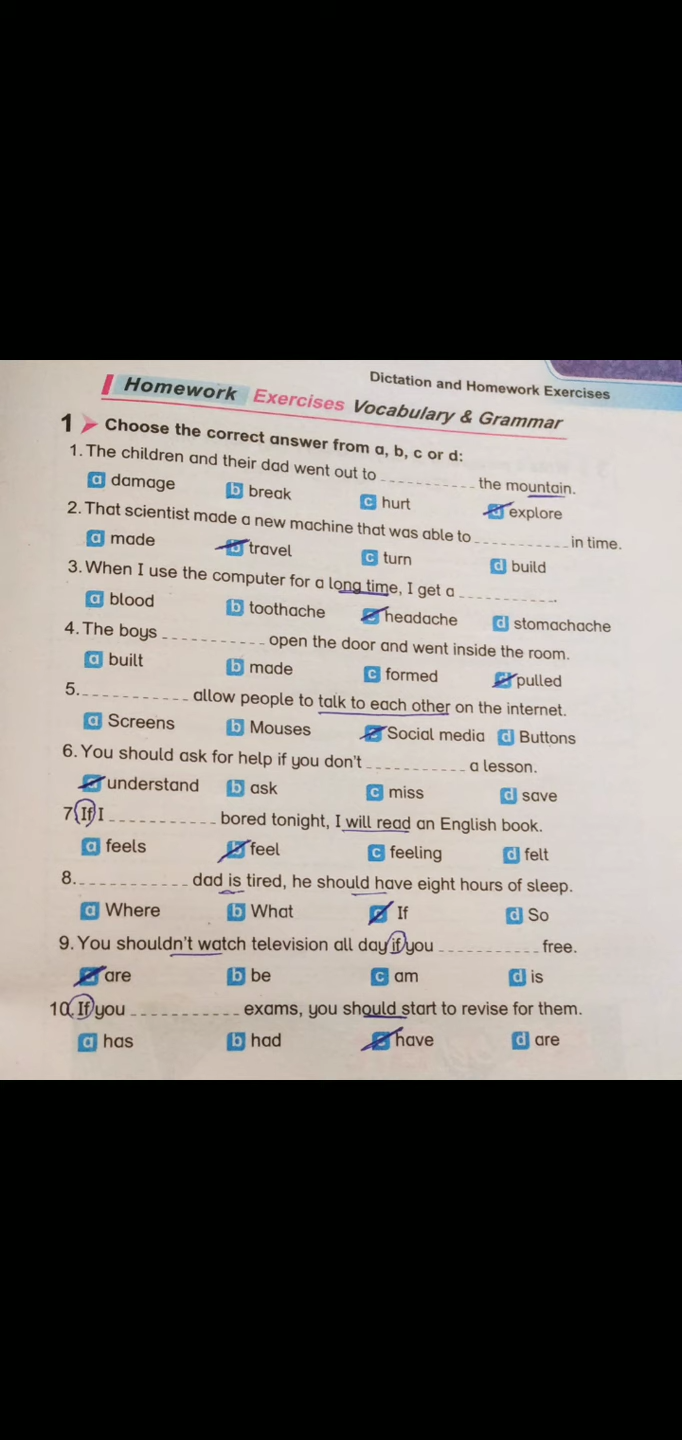 Dictation and Homework Exercises
Homework Exercises Vocabulary & Grammar
1 Choose the correct answer from a, b, c or d:
1. The children and their dad went out to __________ the mountain.
a damage b break c hurt d explore
2. That scientist made a new machine that was able to __________ in time.
a made b travel c turn d build
3. When I use the computer for a long time, I get a __________.
a blood b toothache c headache d stomachache
4. The boys __________ open the door and went inside the room.
a built b made c formed d pulled
5. __________ allow people to talk to each other on the internet.
a Screens b Mouses c Social media d Buttons
6. You should ask for help if you don't __________ a lesson.
a understand b ask c miss d save
7. If I __________ bored tonight, I will read an English book.
a feels b feel c feeling d felt
8. __________ dad is tired, he should have eight hours of sleep.
a Where b What c If d So
9. You shouldn't watch television all day if you __________ free.
a are b be c am d is
10. If you __________ exams, you should start to revise for them.
a has b had c have d are